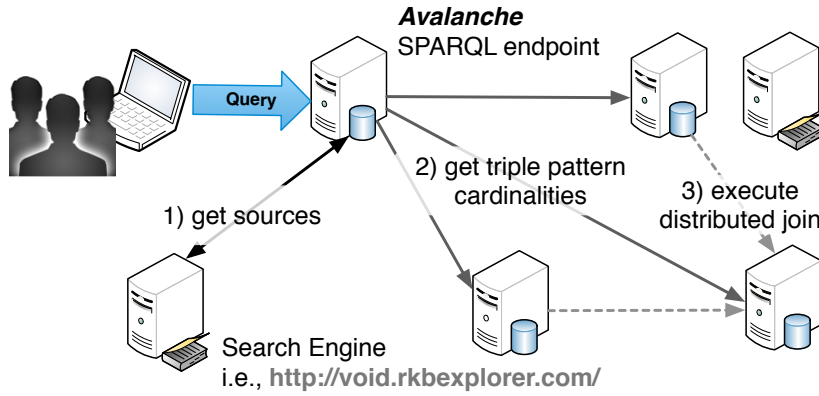 Avalanche
SPARQL endpoint
Query
2) get triple pattern
cardinalities
1) get sources
3) execute
distributed join
Search Engine
i.e., http://void.rkbexplorer.com/